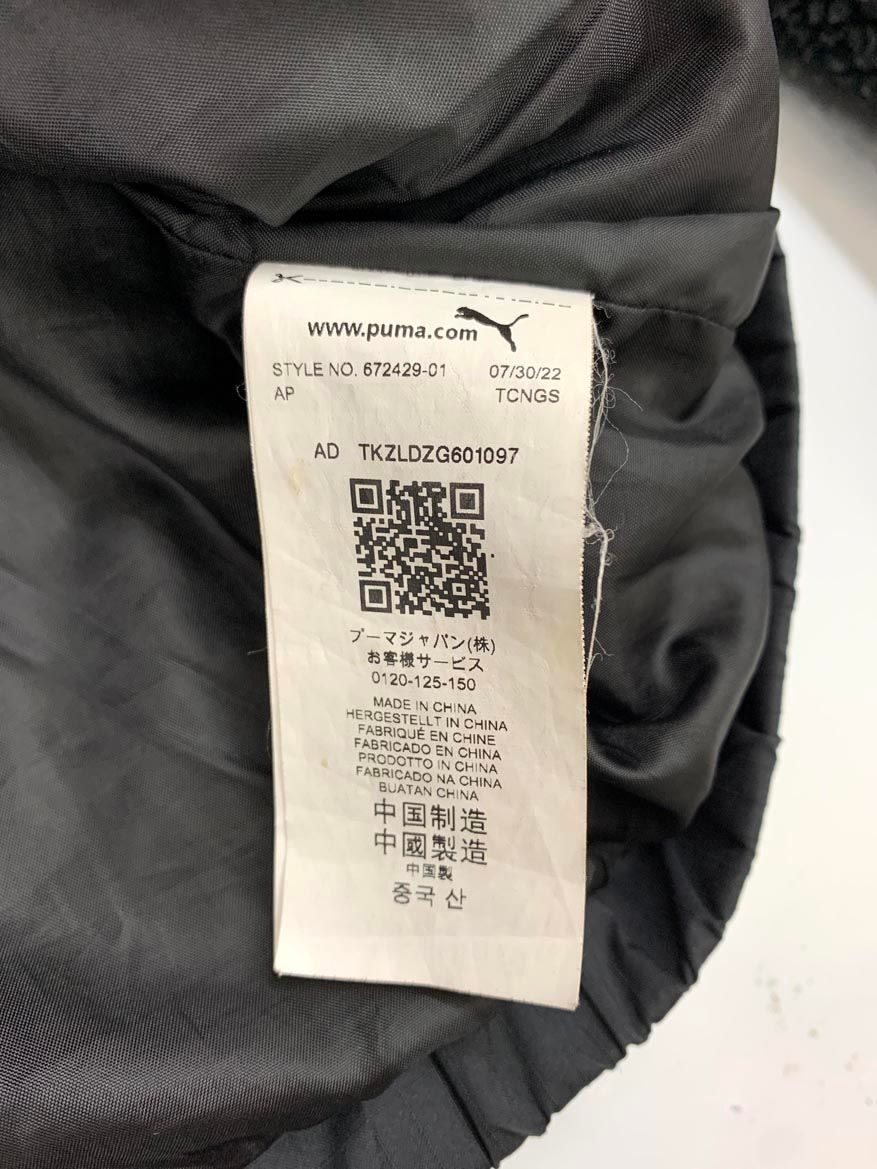 www.puma.com
STYLE NO. 672429-01 07/30/22
AP TCNGS
AD TKZLDZG601097
プーマジャパン(株)
お客様サービス
0120-125-150
MADE IN CHINA
HERGESTELLT IN CHINA
FABRIQUÉ EN CHINE
FABRICADO EN CHINA
PRODOTTO IN CHINA
FABRICADO NA CHINA
BUATAN CHINA
中国制造
中國製造
中国製
중국 산